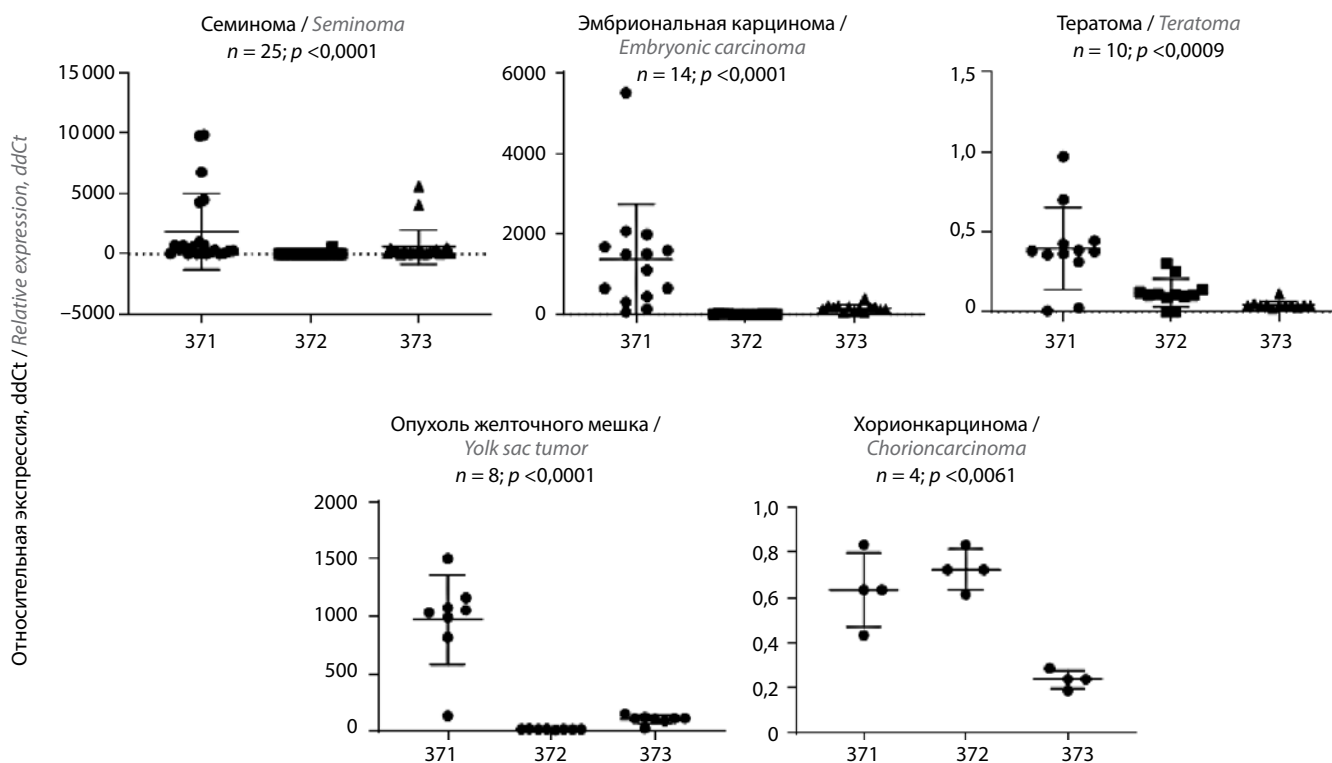 Относительная экспрессия, ddCt / Relative expression, ddCt
Семинома / Seminoma
n = 25; p <0,0001
15 000
10 000
5000
0
–5000
371 372 373
Эмбриональная карцинома /
Embryonic carcinoma
n = 14; p <0,0001
6000
4000
2000
0
371 372 373
Тератома / Teratoma
n = 10; p <0,0009
1,5
1,0
0,5
0
371 372 373
Опухоль желточного мешка /
Yolk sac tumor
n = 8; p <0,0001
2000
1500
1000
500
0
371 372 373
Хорионкарцинома /
Chorioncarcinoma
n = 4; p <0,0061
1,0
0,8
0,6
0,4
0,2
0
371 372 373